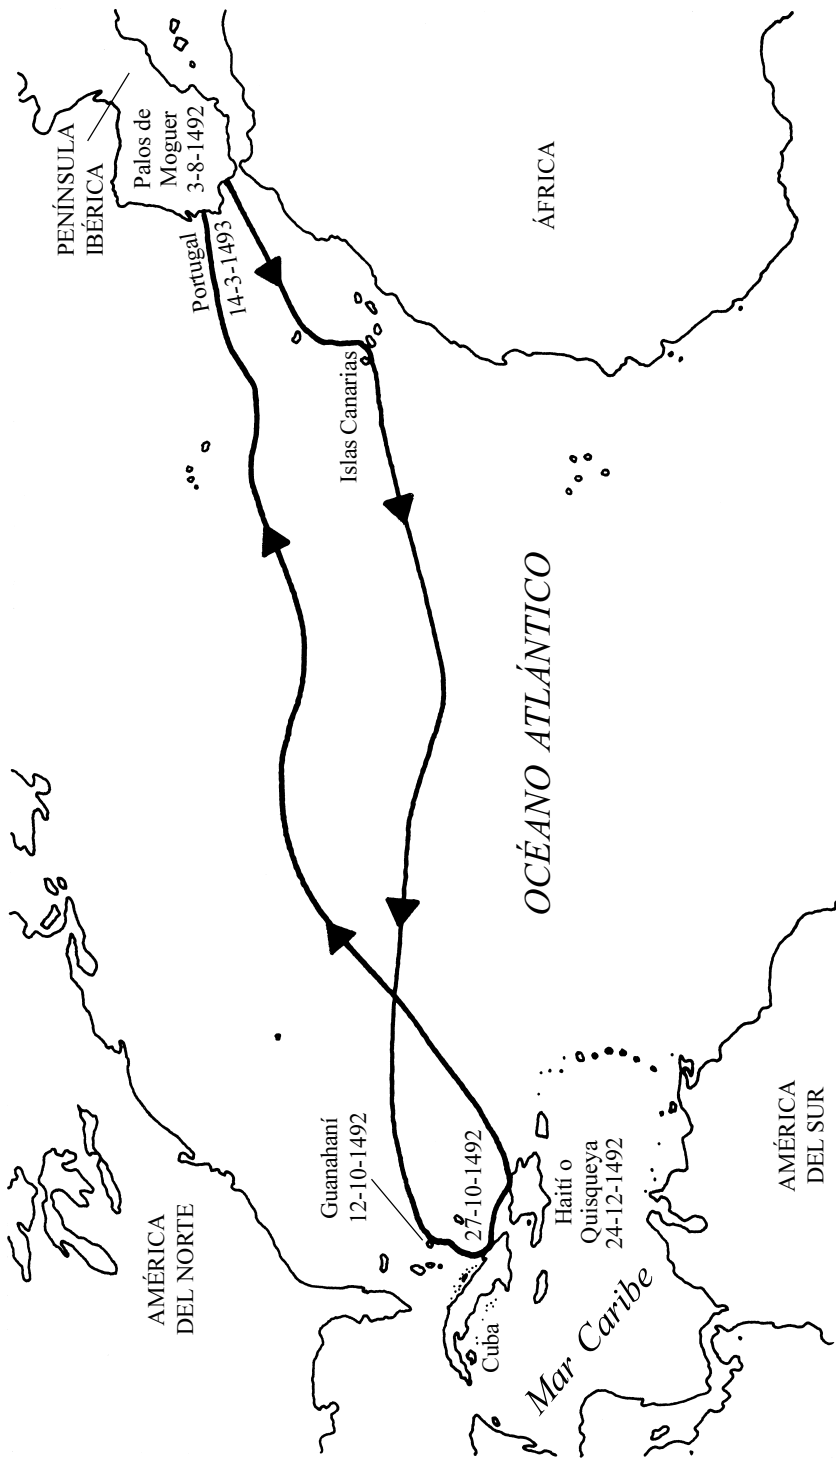 PENÍNSULA
IBÉRICA
Palos de
Moguer
3-8-1492
Portugal
14-3-1493
Islas Canarias
ÁFRICA
OCÉANO ATLÁNTICO
AMÉRICA
DEL NORTE
Guanahaní
12-10-1492
27-10-1492
Cuba
Haití o
Quisqueya
24-12-1492
Mar Caribe
AMÉRICA
DEL SUR